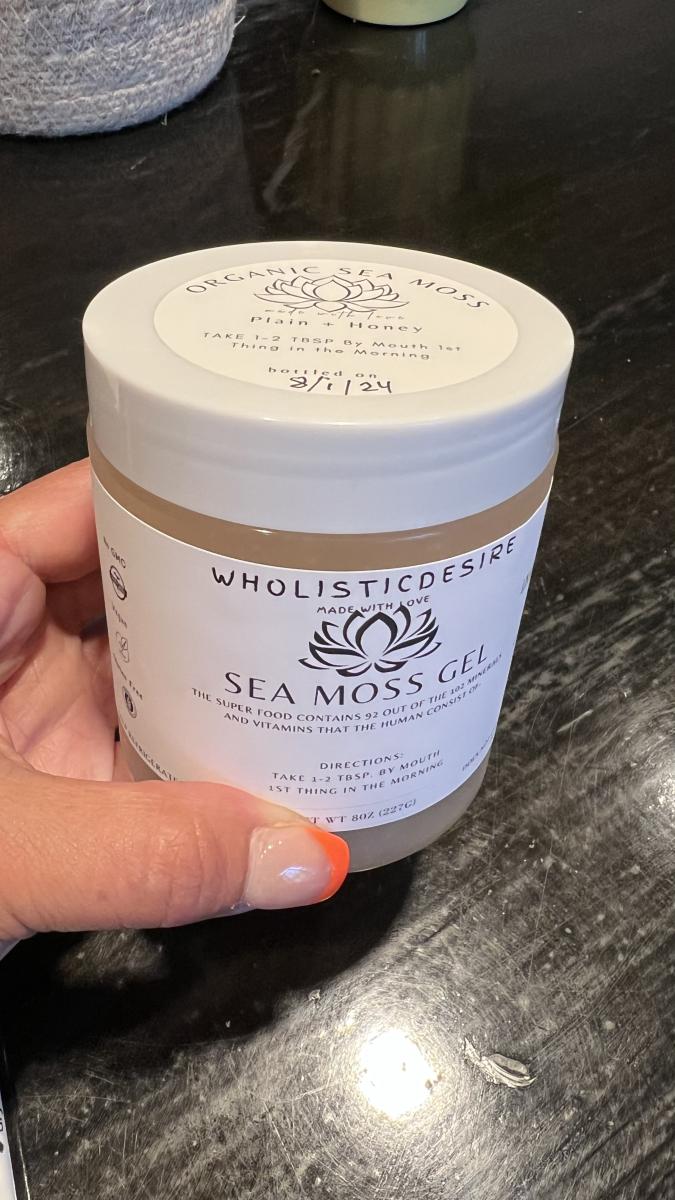 ORGANIC SEA MOSS
made with love
Plain + Honey
TAKE 1-2 TBSP By Mouth 1st
Thing in the Morning
bottled on
8/1/24
WHOLISTICDESIRE
MADE WITH LOVE
SEA MOSS GEL
THE SUPER FOOD CONTAINS 92 OUT OF THE 102 MINERALS
AND VITAMINS THAT THE HUMAN CONSIST OF.
DIRECTIONS:
TAKE 1-2 TBSP. BY MOUTH
1ST THING IN THE MORNING
WT 8OZ (227G)
GMO
Vegan
Free